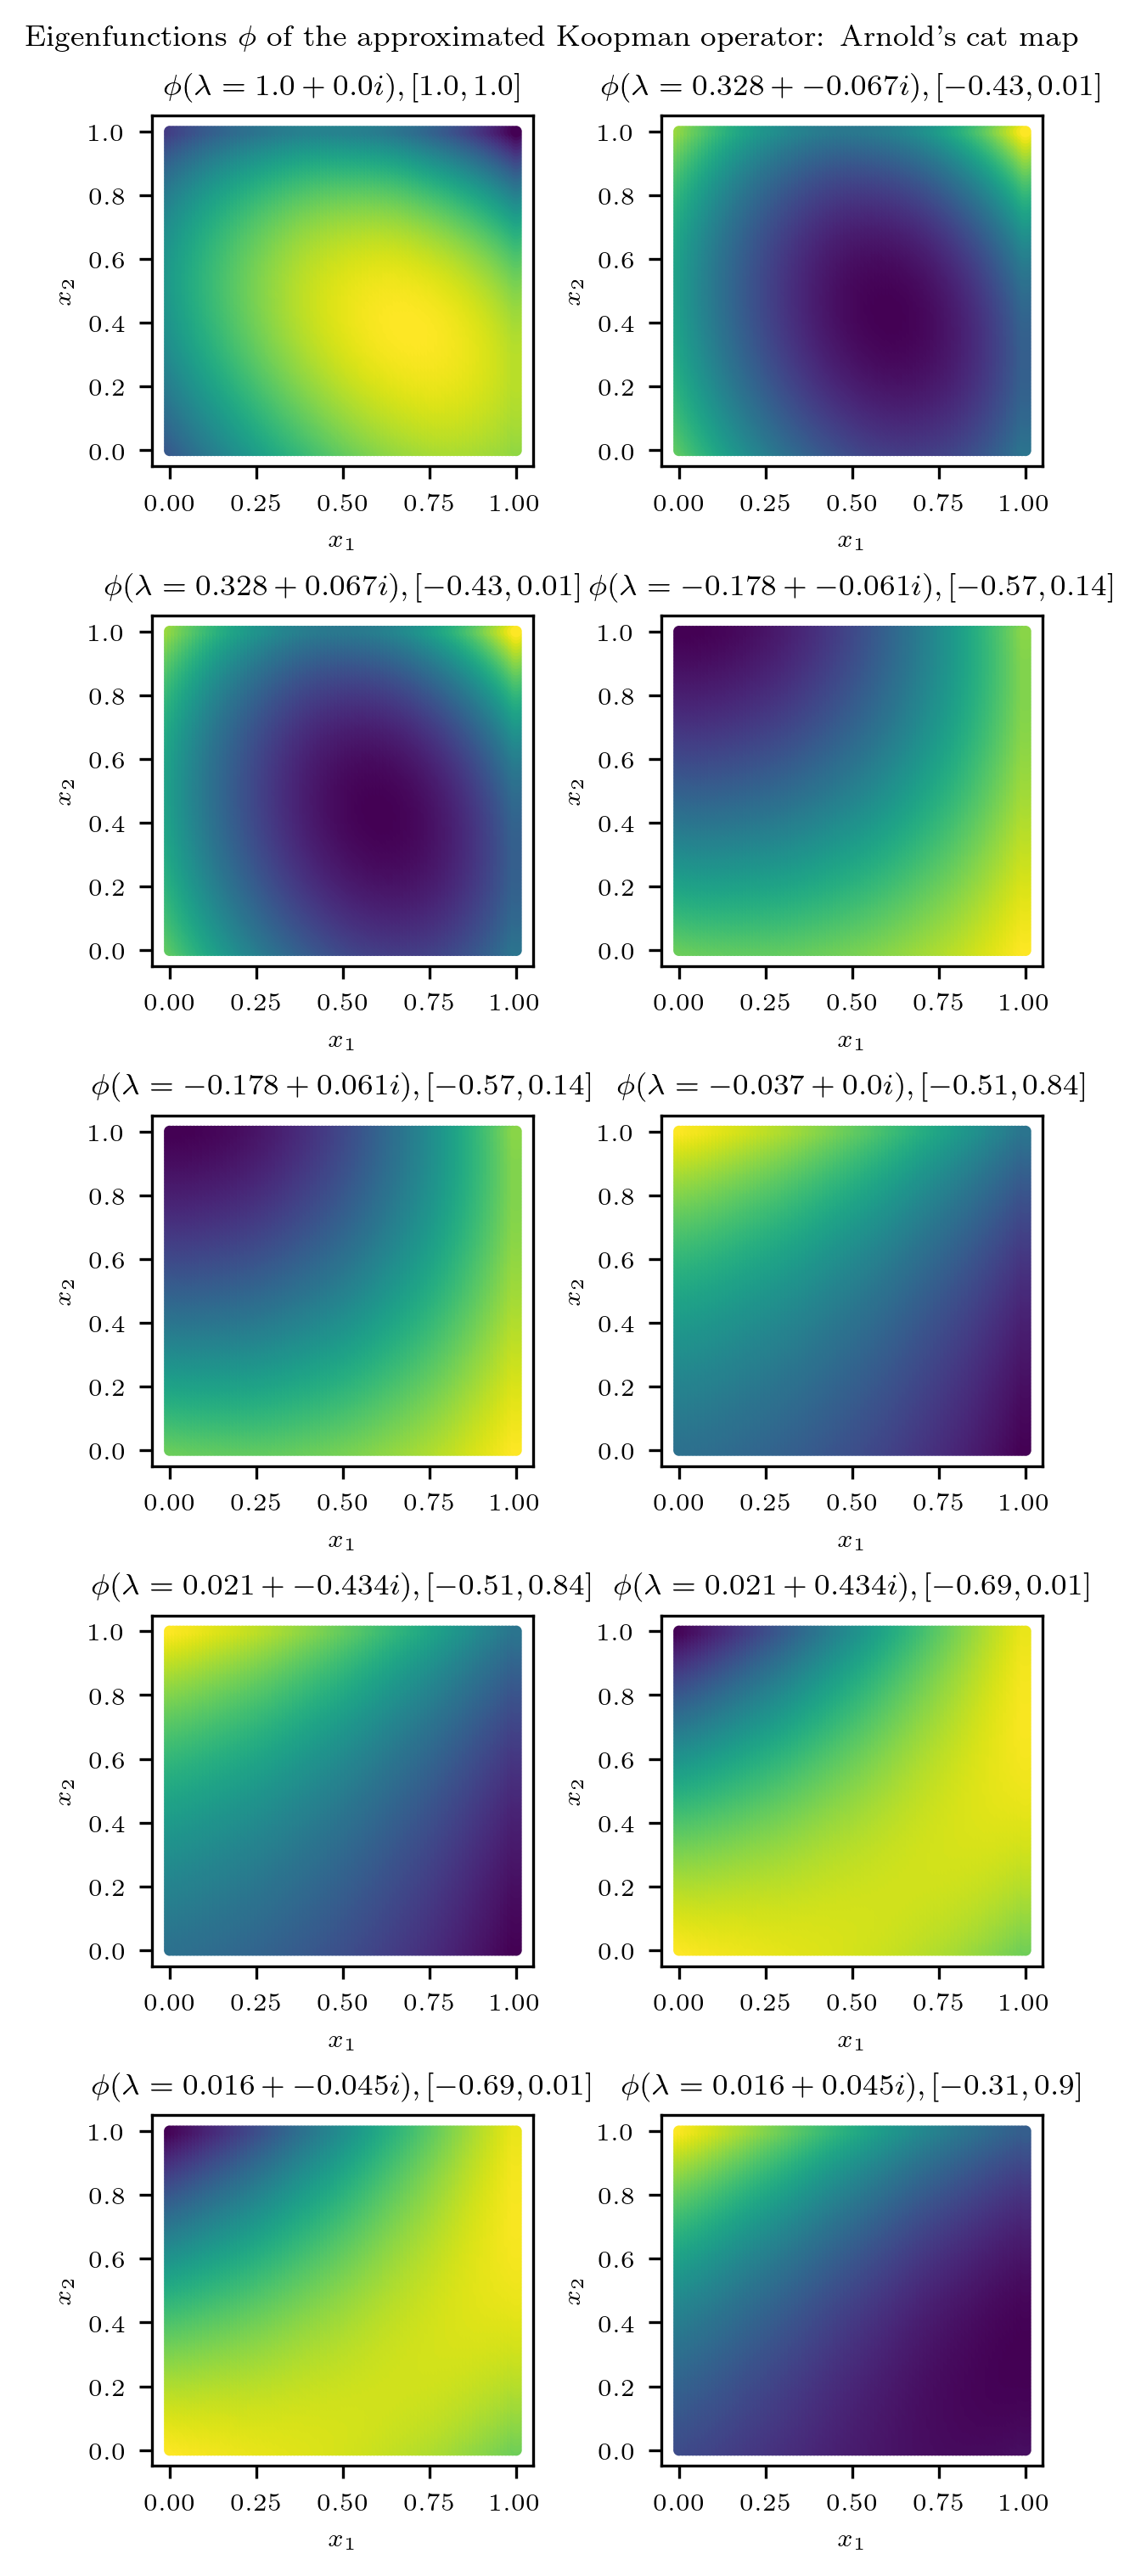 Eigenfunctions ϕ of the approximated Koopman operator: Arnold's cat map
ϕ(λ = 1.0 + 0.0i), [1.0, 1.0]
1.0
0.8
0.6
0.4
0.2
0.0
x₂
0.00 0.25 0.50 0.75 1.00
x₁
ϕ(λ = 0.328 + −0.067i), [−0.43, 0.01]
1.0
0.8
0.6
0.4
0.2
0.0
x₂
0.00 0.25 0.50 0.75 1.00
x₁
ϕ(λ = 0.328 + 0.067i), [−0.43, 0.01]
1.0
0.8
0.6
0.4
0.2
0.0
x₂
0.00 0.25 0.50 0.75 1.00
x₁
ϕ(λ = −0.178 + −0.061i), [−0.57, 0.14]
1.0
0.8
0.6
0.4
0.2
0.0
x₂
0.00 0.25 0.50 0.75 1.00
x₁
ϕ(λ = −0.178 + 0.061i), [−0.57, 0.14]
1.0
0.8
0.6
0.4
0.2
0.0
x₂
0.00 0.25 0.50 0.75 1.00
x₁
ϕ(λ = −0.037 + 0.0i), [−0.51, 0.84]
1.0
0.8
0.6
0.4
0.2
0.0
x₂
0.00 0.25 0.50 0.75 1.00
x₁
ϕ(λ = 0.021 + −0.434i), [−0.51, 0.84]
1.0
0.8
0.6
0.4
0.2
0.0
x₂
0.00 0.25 0.50 0.75 1.00
x₁
ϕ(λ = 0.021 + 0.434i), [−0.69, 0.01]
1.0
0.8
0.6
0.4
0.2
0.0
x₂
0.00 0.25 0.50 0.75 1.00
x₁
ϕ(λ = 0.016 + −0.045i), [−0.69, 0.01]
1.0
0.8
0.6
0.4
0.2
0.0
x₂
0.00 0.25 0.50 0.75 1.00
x₁
ϕ(λ = 0.016 + 0.045i), [−0.31, 0.9]
1.0
0.8
0.6
0.4
0.2
0.0
x₂
0.00 0.25 0.50 0.75 1.00
x₁